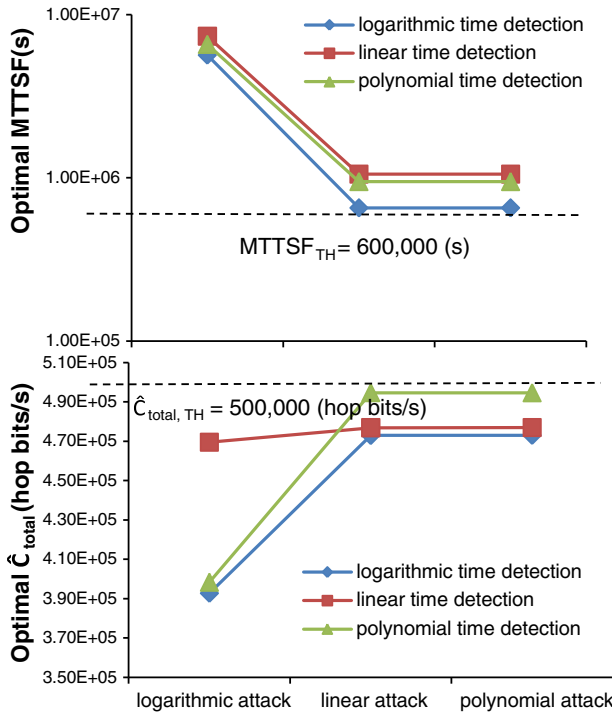 Optimal MTTSF(s)
1.00E+07
1.00E+06
1.00E+05
logarithmic time detection
linear time detection
polynomial time detection
MTTSF_TH = 600,000 (s)
Optimal Ĉ_total (hop bits/s)
5.10E+05
4.90E+05
4.70E+05
4.50E+05
4.30E+05
4.10E+05
3.90E+05
3.70E+05
3.50E+05
Ĉ_total, TH = 500,000 (hop bits/s)
logarithmic time detection
linear time detection
polynomial time detection
logarithmic attack linear attack polynomial attack